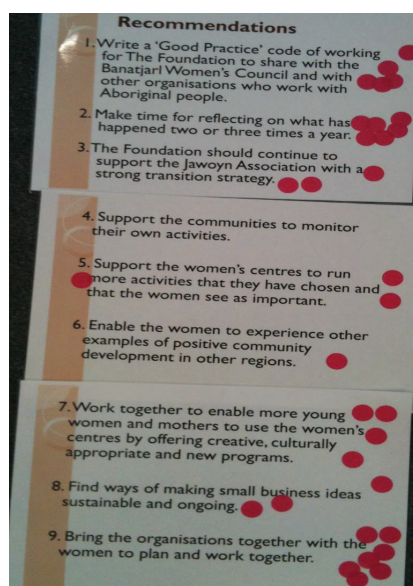 Recommendations
1. Write a 'Good Practice' code of working
for The Foundation to share with the
Banatjarl Women's Council and with
other organisations who work with
Aboriginal people.
2. Make time for reflecting on what has
happened two or three times a year.
3. The Foundation should continue to
support the Jawoyn Association with a
strong transition strategy.
4. Support the communities to monitor
their own activities.
5. Support the women's centres to run
more activities that they have chosen and
that the women see as important.
6. Enable the women to experience other
examples of positive community
development in other regions.
7. Work together to enable more young
women and mothers to use the women's
centres by offering creative, culturally
appropriate and new programs.
8. Find ways of making small business ideas
sustainable and ongoing.
9. Bring the organisations together with the
women to plan and work together.